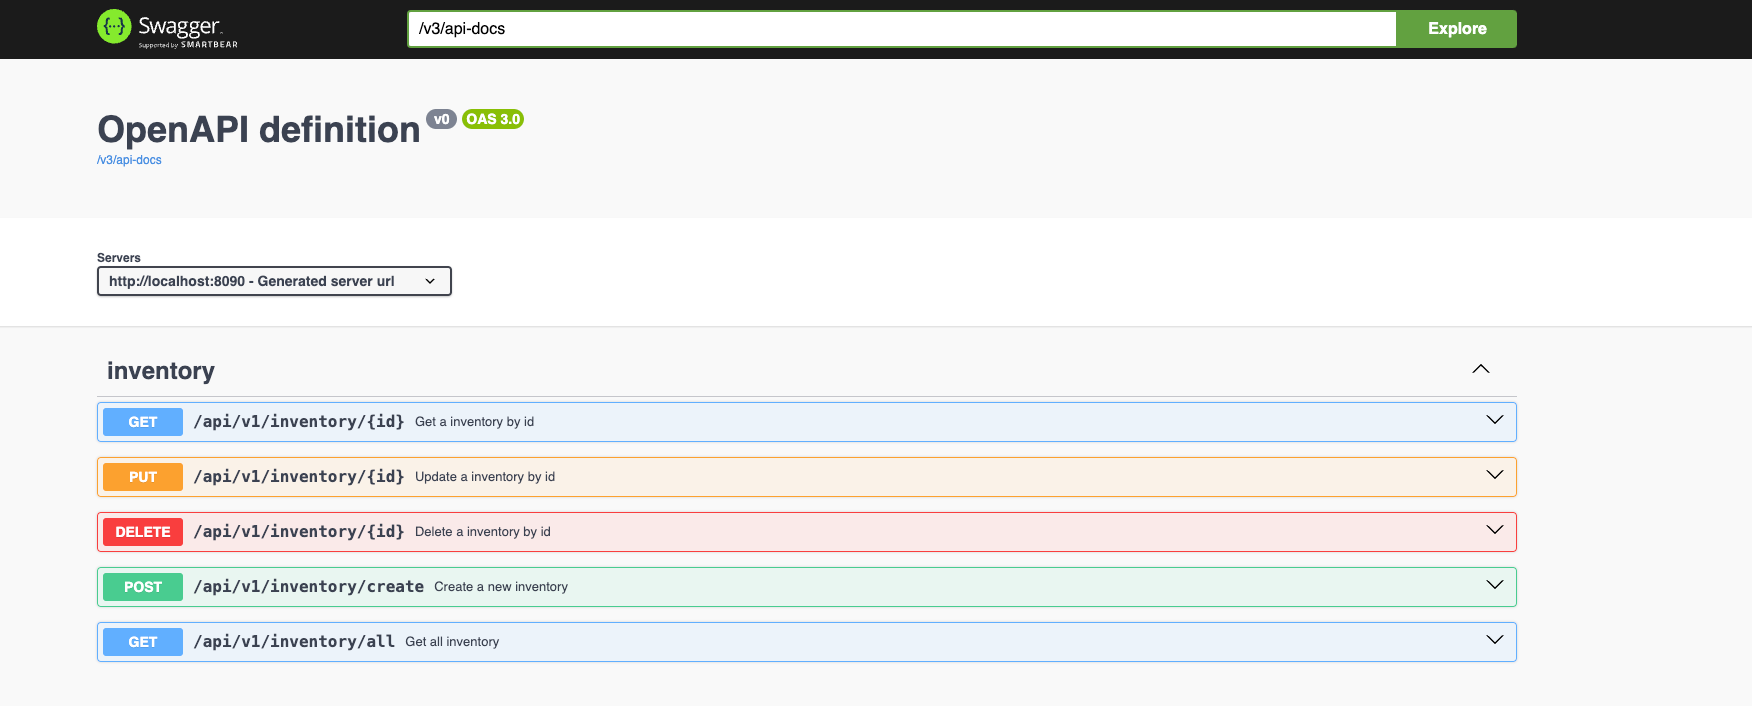 {···} Swagger
Supported by SMARTBEAR
/v3/api-docs
Explore
OpenAPI definition v0 OAS 3.0
/v3/api-docs
Servers
http://localhost:8090 - Generated server url
inventory
GET /api/v1/inventory/{id} Get a inventory by id
PUT /api/v1/inventory/{id} Update a inventory by id
DELETE /api/v1/inventory/{id} Delete a inventory by id
POST /api/v1/inventory/create Create a new inventory
GET /api/v1/inventory/all Get all inventory